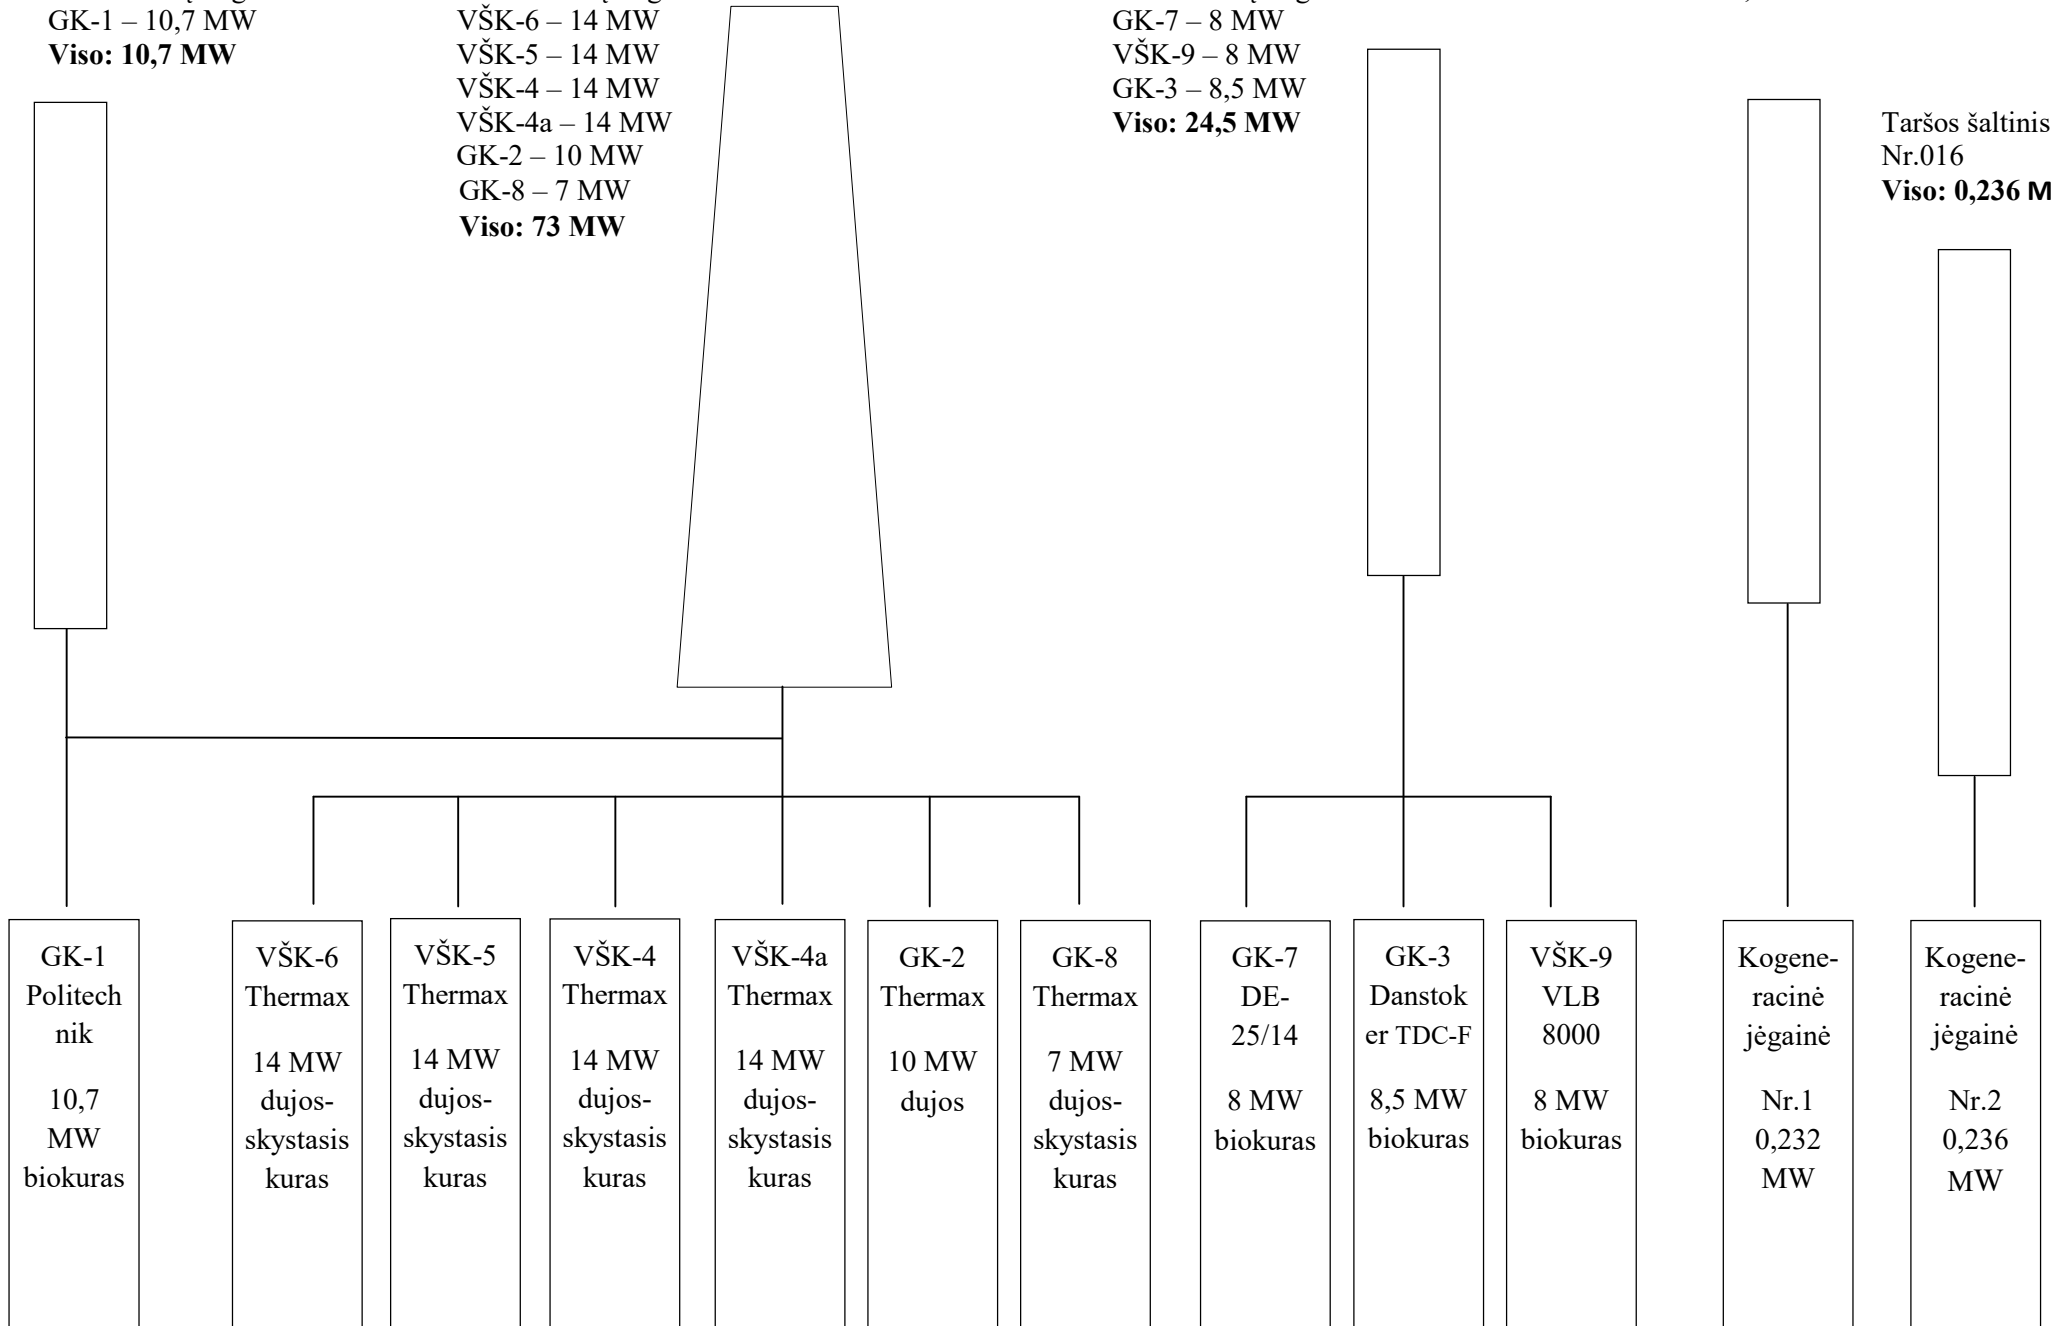 GK-1 – 10,7 MW
Viso: 10,7 MW
VŠK-6 – 14 MW
VŠK-5 – 14 MW
VŠK-4 – 14 MW
VŠK-4a – 14 MW
GK-2 – 10 MW
GK-8 – 7 MW
Viso: 73 MW
GK-7 – 8 MW
VŠK-9 – 8 MW
GK-3 – 8,5 MW
Viso: 24,5 MW
Taršos šaltinis
Nr.016
Viso: 0,236 M
GK-1
Politech
nik
10,7
MW
biokuras
VŠK-6
Thermax
14 MW
dujos-
skystasis
kuras
VŠK-5
Thermax
14 MW
dujos-
skystasis
kuras
VŠK-4
Thermax
14 MW
dujos-
skystasis
kuras
VŠK-4a
Thermax
14 MW
dujos-
skystasis
kuras
GK-2
Thermax
10 MW
dujos
GK-8
Thermax
7 MW
dujos-
skystasis
kuras
GK-7
DE-
25/14
8 MW
biokuras
GK-3
Danstok
er TDC-F
8,5 MW
biokuras
VŠK-9
VLB
8000
8 MW
biokuras
Kogene-
racinė
jėgainė
Nr.1
0,232
MW
Kogene-
racinė
jėgainė
Nr.2
0,236
MW